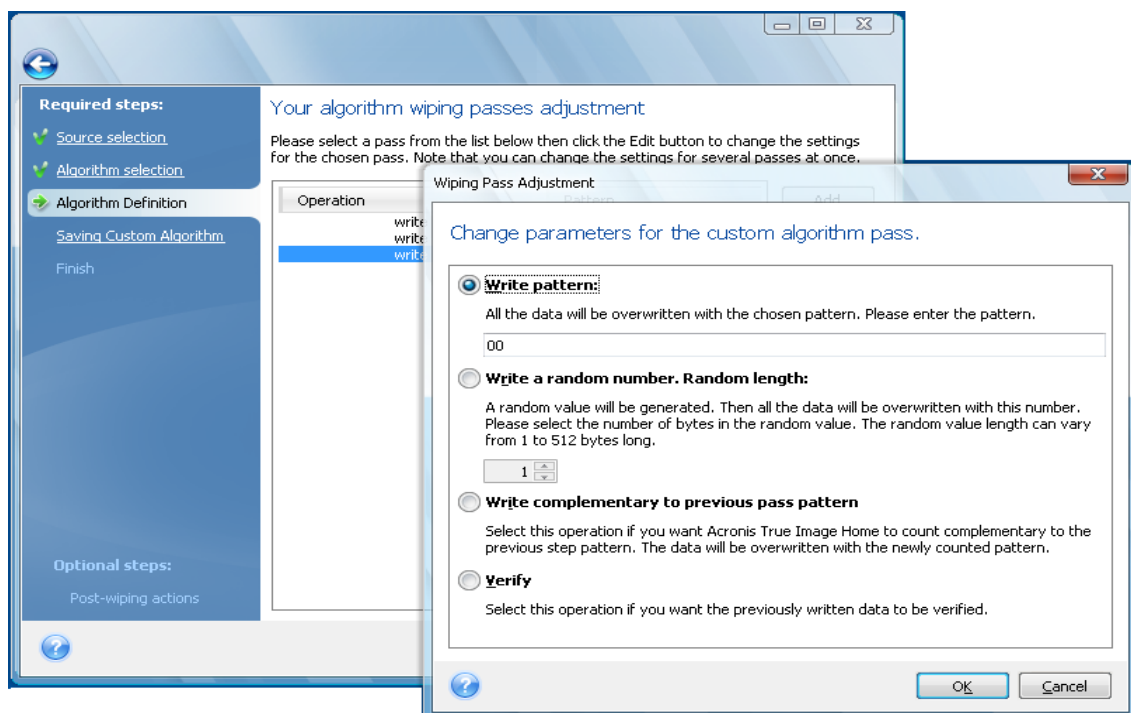 Required steps:
Source selection
Algorithm selection
Algorithm Definition
Saving Custom Algorithm
Finish
Optional steps:
Post-wiping actions
Your algorithm wiping passes adjustment
Please select a pass from the list below then click the Edit button to change the settings
for the chosen pass. Note that you can change the settings for several passes at once.
Operation
Pattern
Add
write
write
write
Wiping Pass Adjustment
Change parameters for the custom algorithm pass.
Write pattern:
All the data will be overwritten with the chosen pattern. Please enter the pattern.
00
Write a random number. Random length:
A random value will be generated. Then all the data will be overwritten with this number.
Please select the number of bytes in the random value. The random value length can vary
from 1 to 512 bytes long.
1
Write complementary to previous pass pattern
Select this operation if you want Acronis True Image Home to count complementary to the
previous step pattern. The data will be overwritten with the newly counted pattern.
Verify
Select this operation if you want the previously written data to be verified.
OK
Cancel